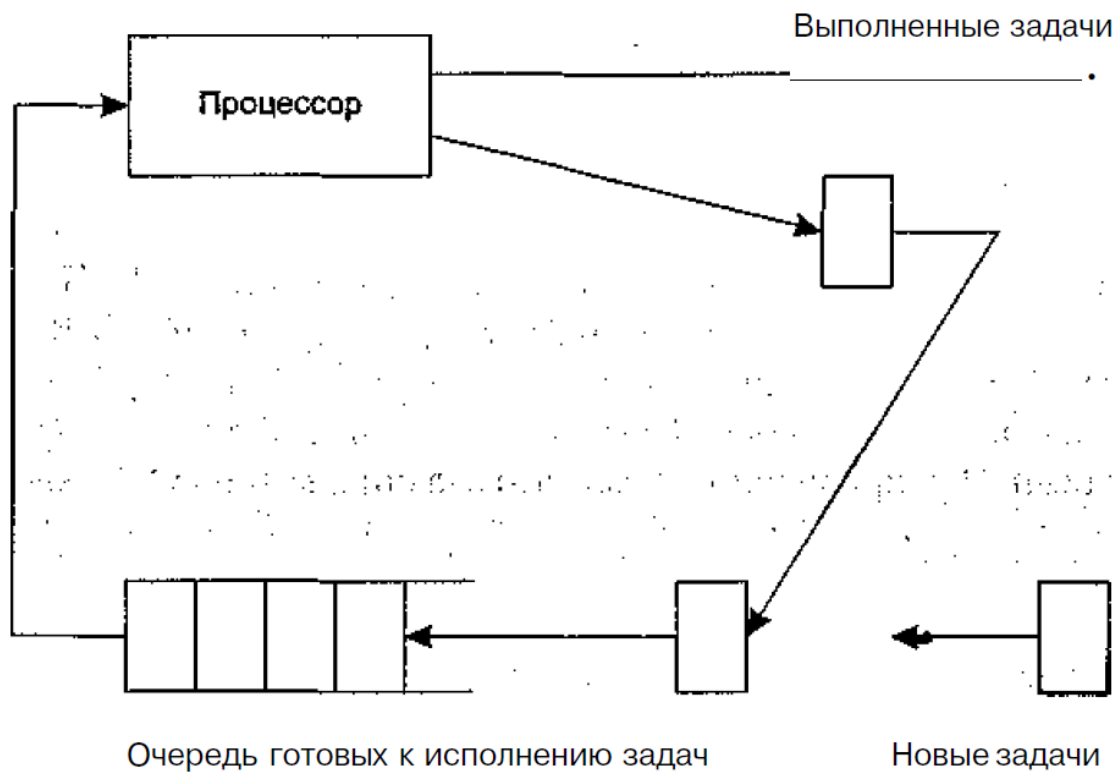 Выполненные задачи
Процессор
Очередь готовых к исполнению задач
Новые задачи